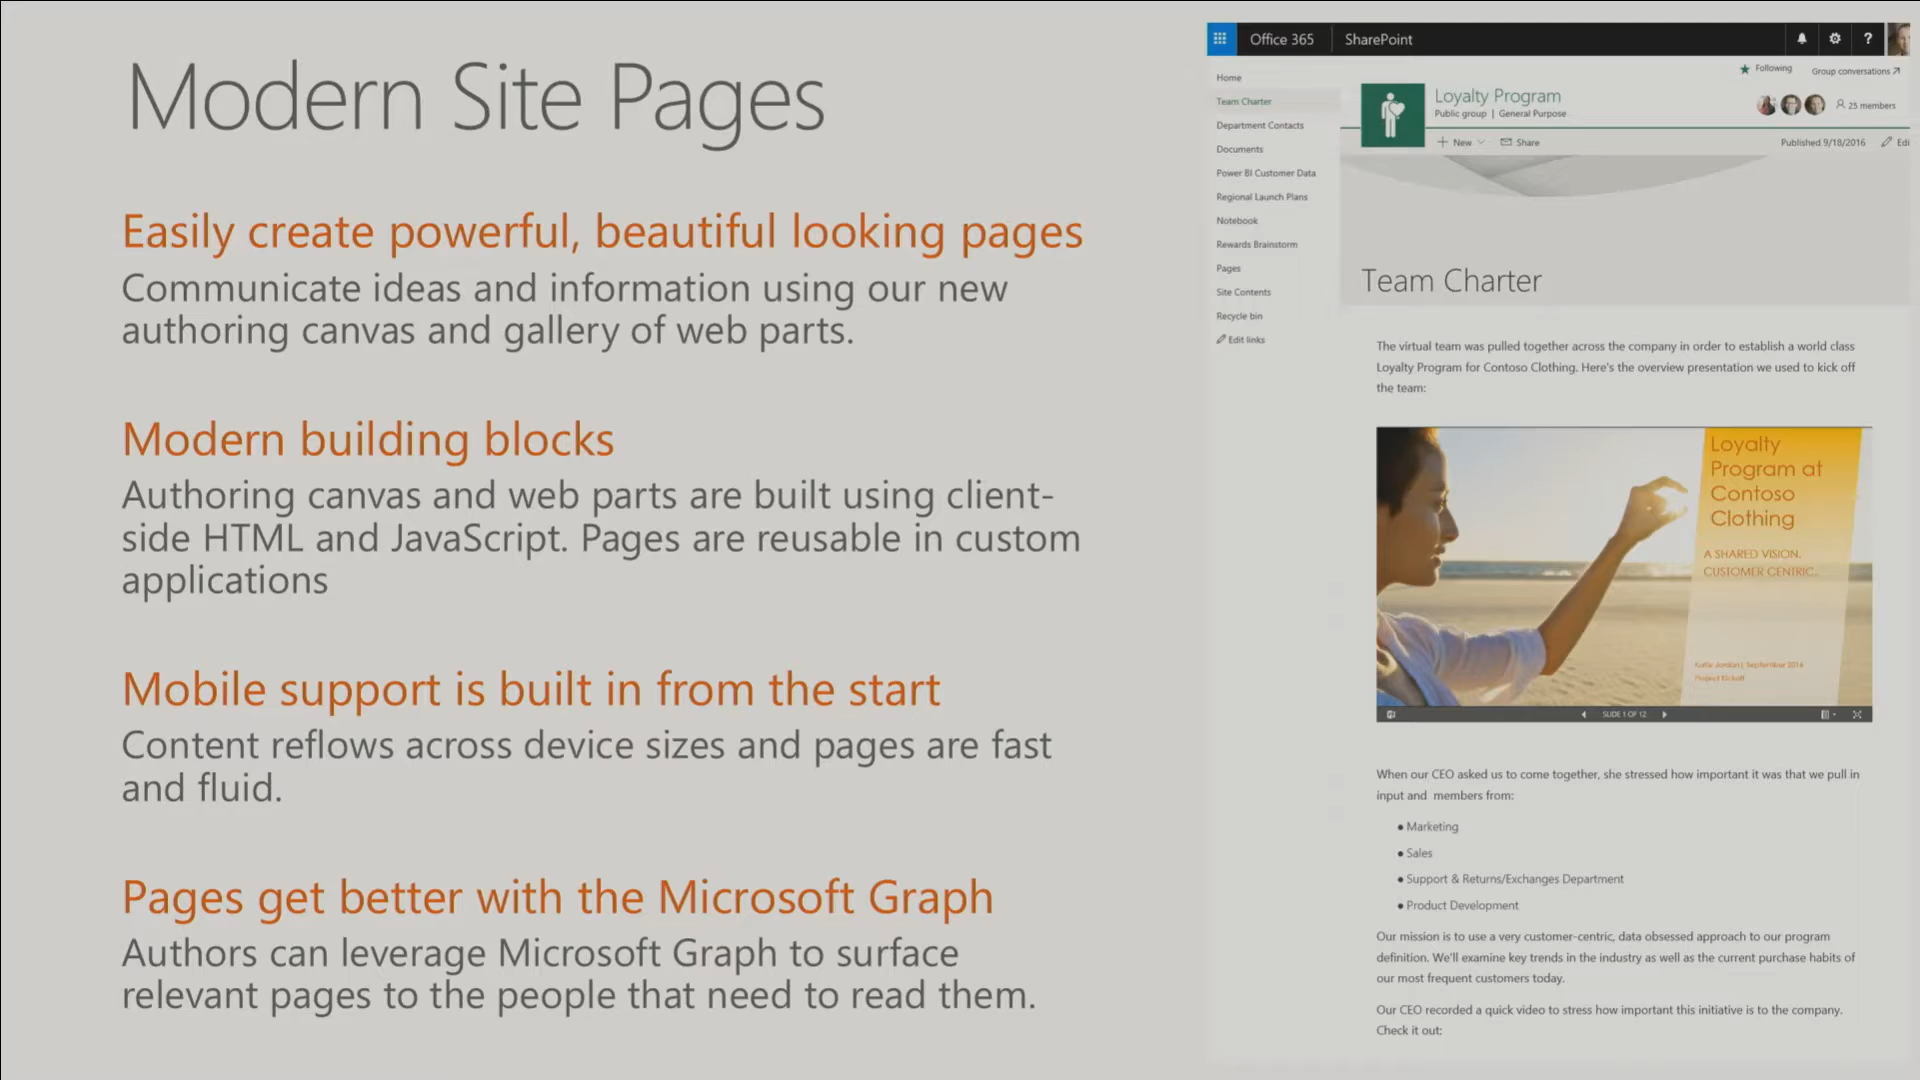 Modern Site Pages
Easily create powerful, beautiful looking pages
Communicate ideas and information using our new
authoring canvas and gallery of web parts.
Modern building blocks
Authoring canvas and web parts are built using client-
side HTML and JavaScript. Pages are reusable in custom
applications
Mobile support is built in from the start
Content reflows across device sizes and pages are fast
and fluid.
Pages get better with the Microsoft Graph
Authors can leverage Microsoft Graph to surface
relevant pages to the people that need to read them.
Office 365 SharePoint ?
Home
Team Charter
Department Contacts
Documents
Power BI Customer Data
Regional Launch Plans
Notebook
Rewards Brainstorm
Pages
Site Contents
Recycle bin
Edit links
Following Group conversations
Loyalty Program
Public group | General Purpose
25 members
New Share Published 9/18/2016 Edi
Team Charter
The virtual team was pulled together across the company in order to establish a world class
Loyalty Program for Contoso Clothing. Here's the overview presentation we used to kick off
the team:
Loyalty
Program at
Contoso
Clothing
A SHARED VISION.
CUSTOMER CENTRIC.
Katie Jordan | September 2016
Project Kickoff
SLIDE 1 OF 12
When our CEO asked us to come together, she stressed how important it was that we pull in
input and members from:
● Marketing
● Sales
● Support & Returns/Exchanges Department
● Product Development
Our mission is to use a very customer-centric, data obsessed approach to our program
definition. We'll examine key trends in the industry as well as the current purchase habits of
our most frequent customers today.
Our CEO recorded a quick video to stress how important this initiative is to the company.
Check it out: